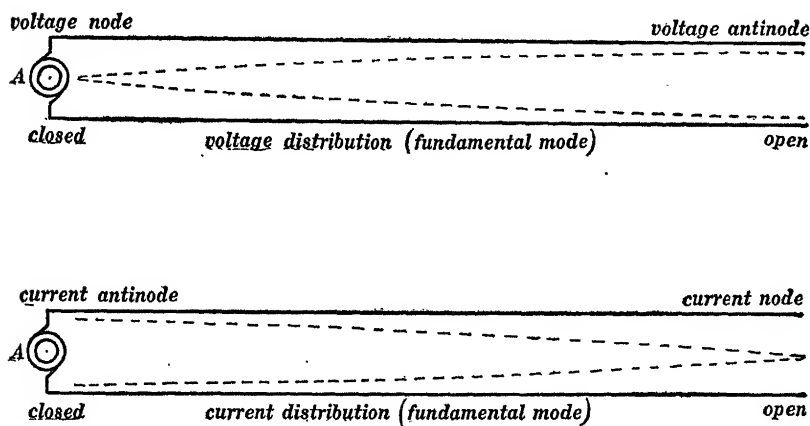 voltage node
voltage antinode
A
closed
voltage distribution (fundamental mode)
open
current antinode
current node
A
closed
current distribution (fundamental mode)
open